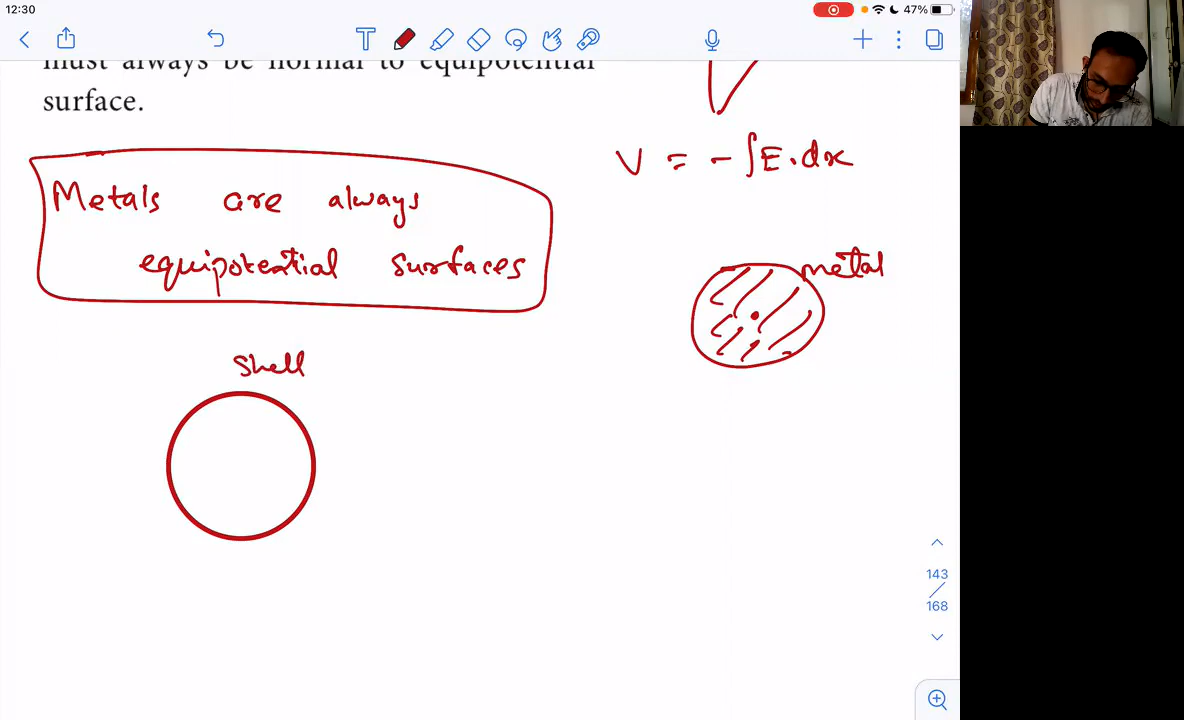 12:30
47%
must always be normal to equipotential
surface.
V = - ∫E.dx
Metals are always
equipotential surfaces
metal
Shell
143
168